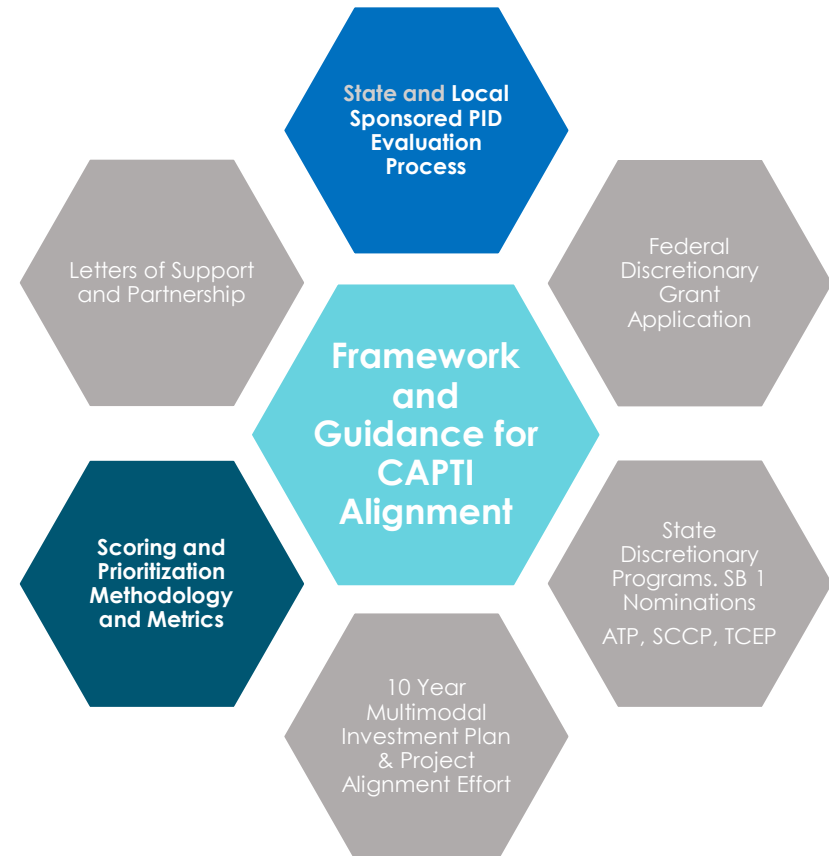 State and Local
Sponsored PID
Evaluation
Process
Letters of Support
and Partnership
Federal
Discretionary
Grant
Application
Framework
and
Guidance for
CAPTI
Alignment
Scoring and
Prioritization
Methodology
and Metrics
State
Discretionary
Programs. SB 1
Nominations
ATP, SCCP, TCEP
10 Year
Multimodal
Investment Plan
& Project
Alignment Effort